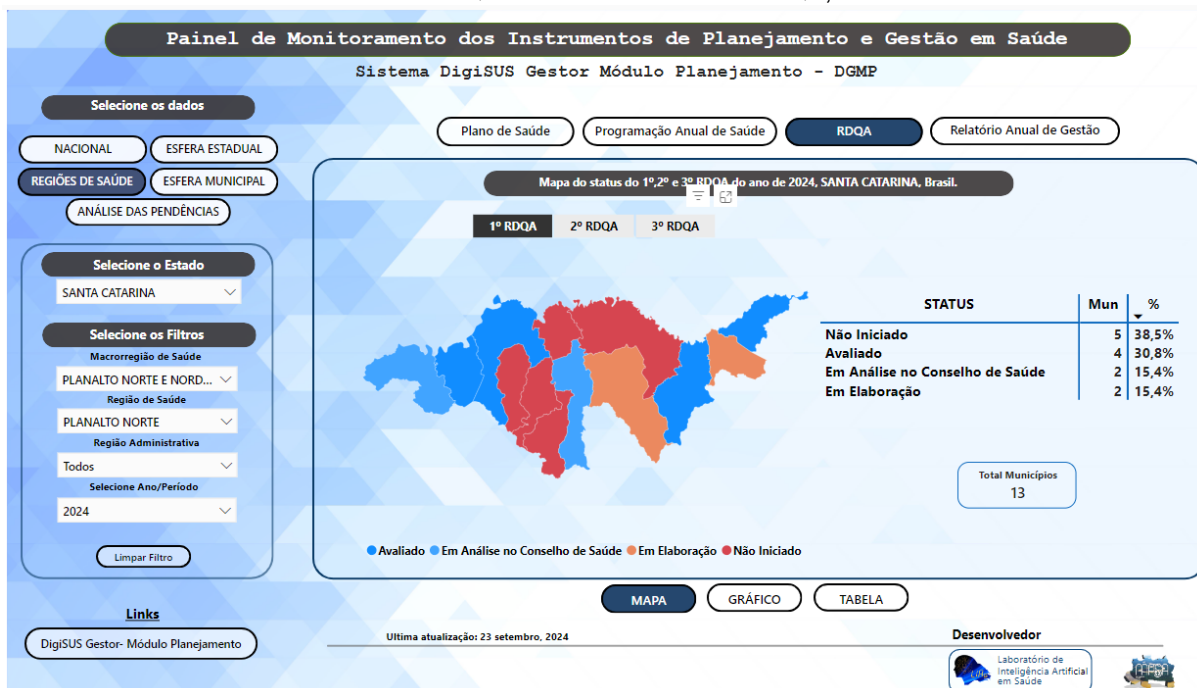 Painel de Monitoramento dos Instrumentos de Planejamento e Gestão em Saúde
Sistema DigiSUS Gestor Módulo Planejamento - DGMP
Selecione os dados
NACIONAL
ESFERA ESTADUAL
REGIÕES DE SAÚDE
ESFERA MUNICIPAL
ANÁLISE DAS PENDÊNCIAS
Plano de Saúde
Programação Anual de Saúde
RDQA
Relatório Anual de Gestão
Mapa do status do 1º,2º e 3º RDQA do ano de 2024, SANTA CATARINA, Brasil.
1º RDQA
2º RDQA
3º RDQA
Selecione o Estado
SANTA CATARINA
Selecione os Filtros
Macrorregião de Saúde
PLANALTO NORTE E NORD...
Região de Saúde
PLANALTO NORTE
Região Administrativa
Todos
Selecione Ano/Período
2024
Limpar Filtro
STATUS Mun %
Não Iniciado 5 38,5%
Avaliado 4 30,8%
Em Análise no Conselho de Saúde 2 15,4%
Em Elaboração 2 15,4%
Total Municípios
13
Avaliado Em Análise no Conselho de Saúde Em Elaboração Não Iniciado
MAPA
GRÁFICO
TABELA
Links
DigiSUS Gestor- Módulo Planejamento
Ultima atualização: 23 setembro, 2024
Desenvolvedor
Laboratório de
Inteligência Artificial
em Saúde